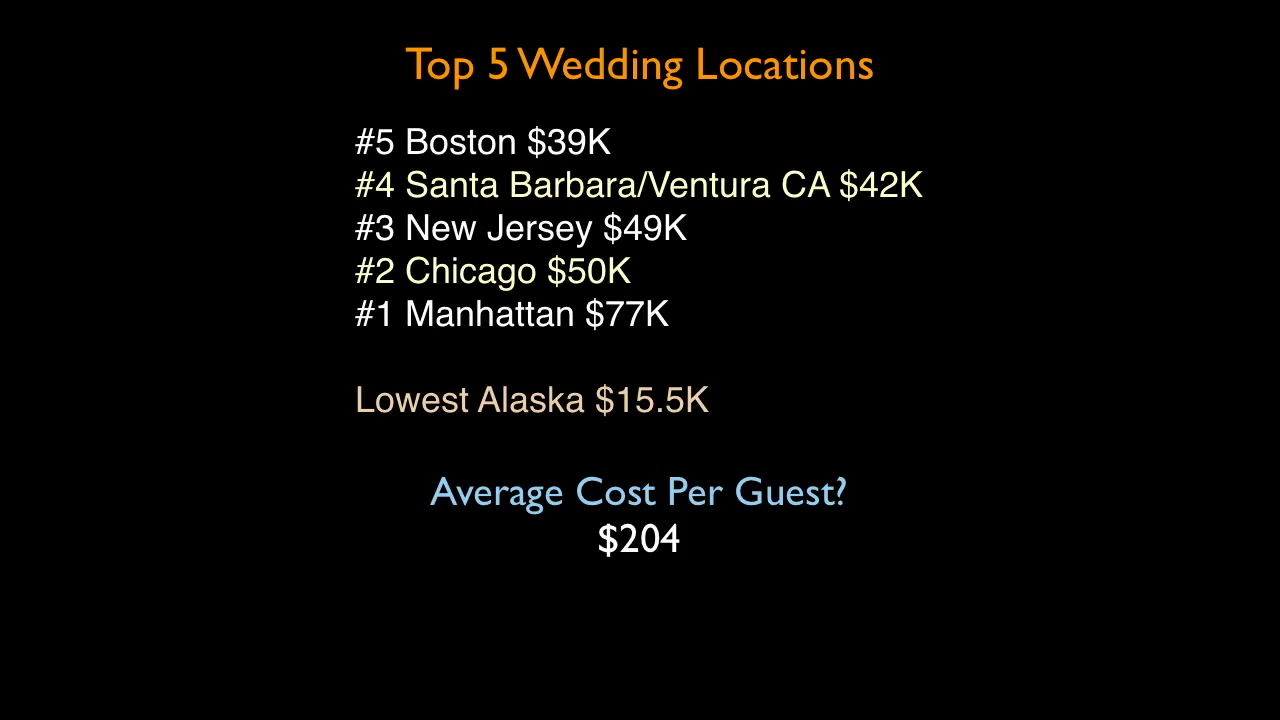 Top 5 Wedding Locations
#5 Boston $39K
#4 Santa Barbara/Ventura CA $42K
#3 New Jersey $49K
#2 Chicago $50K
#1 Manhattan $77K
Lowest Alaska $15.5K
Average Cost Per Guest?
$204